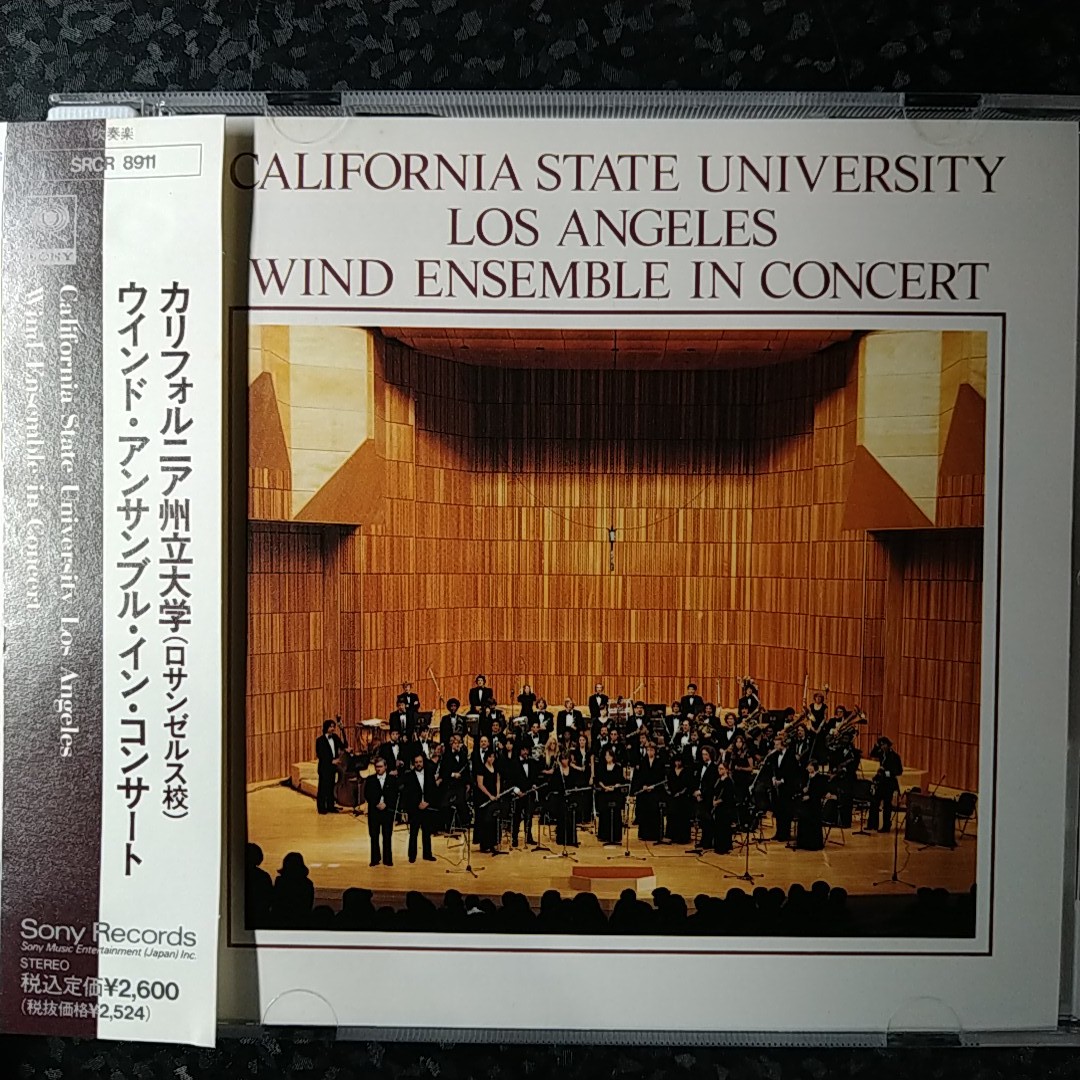 奏楽
SRCR 8911
SONY
California State University, Los Angeles
Wind Ensemble in Concert
カリフォルニア州立大学(ロサンゼルス校)
ウインド・アンサンブル・イン・コンサート
Sony Records
Sony Music Entertainment (Japan) Inc.
STEREO
税込定価¥2,600
(税抜価格¥2,524)
CALIFORNIA STATE UNIVERSITY
LOS ANGELES
WIND ENSEMBLE IN CONCERT